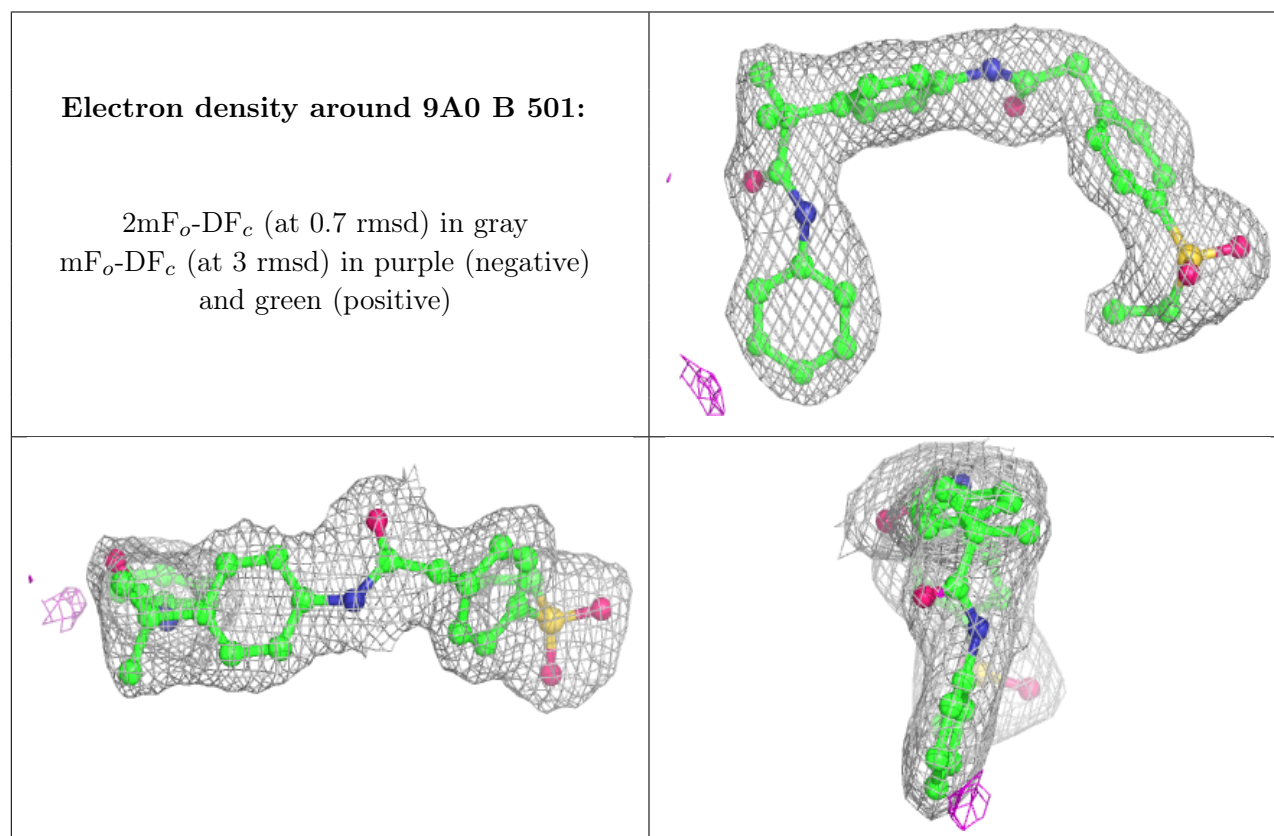 Electron density around 9A0 B 501:
2mFo-DFc (at 0.7 rmsd) in gray
mFo-DFc (at 3 rmsd) in purple (negative)
and green (positive)